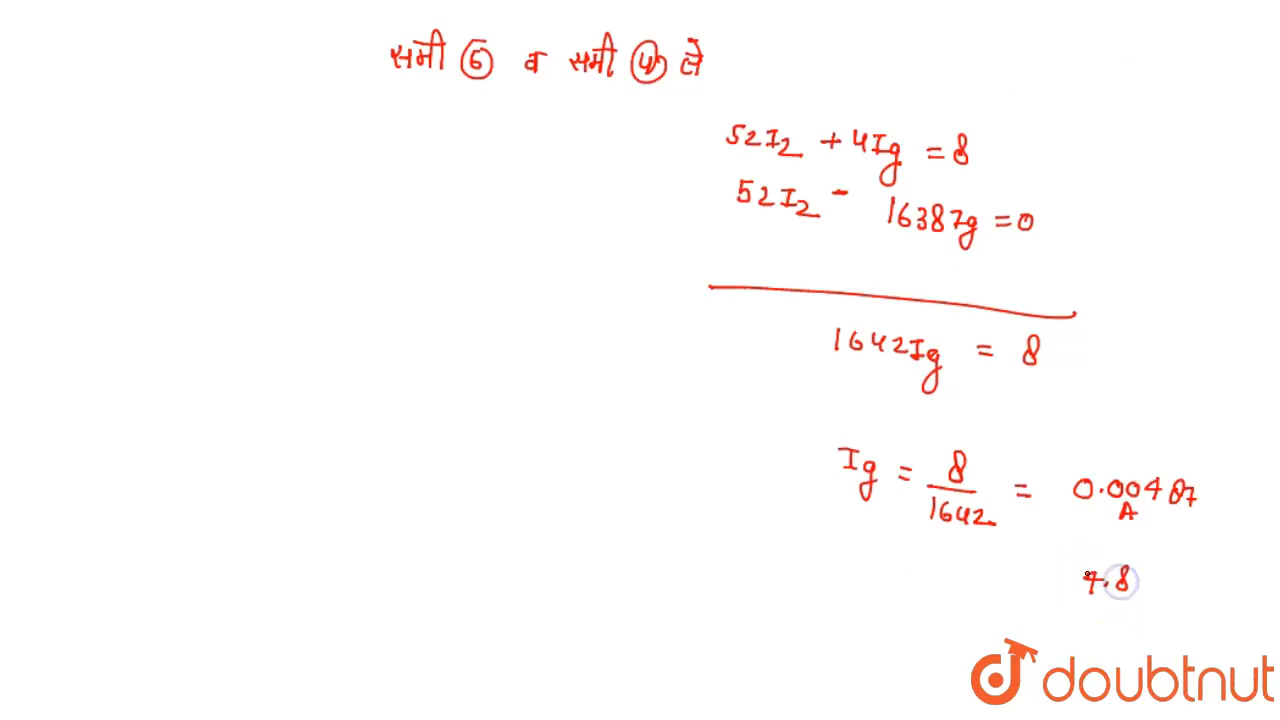 समी ⑥ व समी ④ से
52I₂ + 4Ig = 8
52I₂ - 1638Ig = 0
1642Ig = 8
Ig = 8/1642 = 0.00487
A
4.8
doubtnut